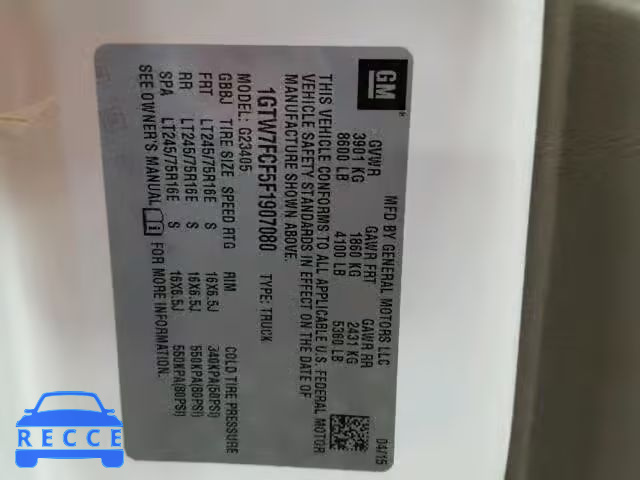 GM
MFD BY GENERAL MOTORS LLC
04/15
GVWR GAWR FRT GAWR RR
3901 KG 1860 KG 2431 KG
8600 LB 4100 LB 5360 LB
THIS VEHICLE CONFORMS TO ALL APPLICABLE U.S. FEDERAL MOTOR
VEHICLE SAFETY STANDARDS IN EFFECT ON THE DATE OF
MANUFACTURE SHOWN ABOVE.
1GTW7FCF5F1907080 TYPE: TRUCK
MODEL: G23405
GBBJ TIRE SIZE SPEED RTG RIM COLD TIRE PRESSURE
FRT LT245/75R16E S 16X6.5J 340KPA(50PSI)
RR LT245/75R16E S 16X6.5J 550KPA(80PSI)
SPA LT245/75R16E S 16X6.5J 550KPA(80PSI)
SEE OWNER'S MANUAL FOR MORE INFORMATION.
RECCE